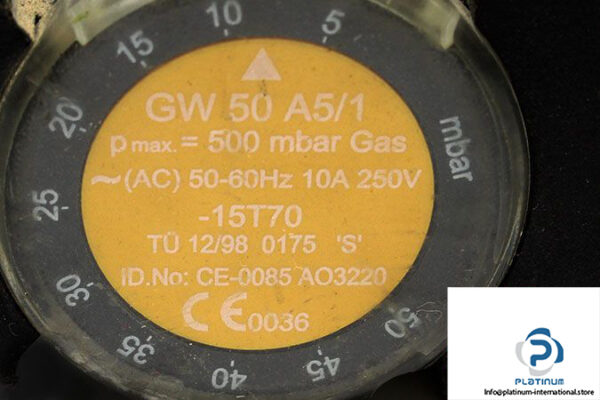 5
10
15
20
25
30
35
40
45
50
mbar
GW 50 A5/1
p max. = 500 mbar Gas
~(AC) 50-60Hz 10A 250V
-15T70
TÜ 12/98 0175 'S'
ID.No: CE-0085 AO3220
CE 0036
PLATINUM
Info@platinum-international.store